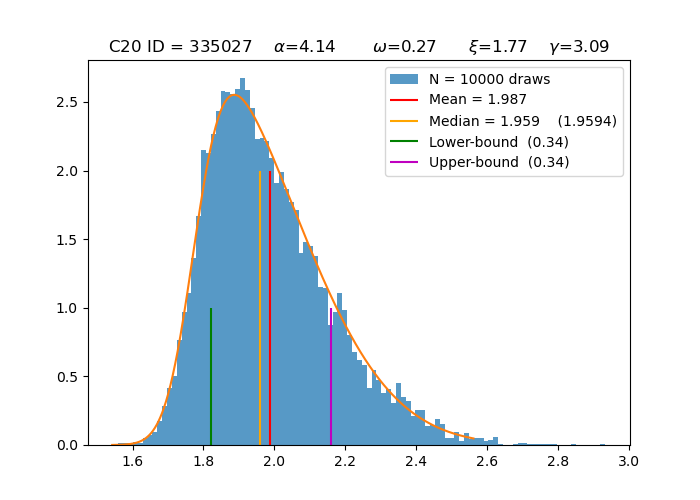 C20 ID = 335027 α=4.14 ω=0.27 ξ=1.77 γ=3.09
N = 10000 draws
Mean = 1.987
Median = 1.959 (1.9594)
Lower-bound (0.34)
Upper-bound (0.34)
2.5
2.0
1.5
1.0
0.5
0.0
1.6 1.8 2.0 2.2 2.4 2.6 2.8 3.0